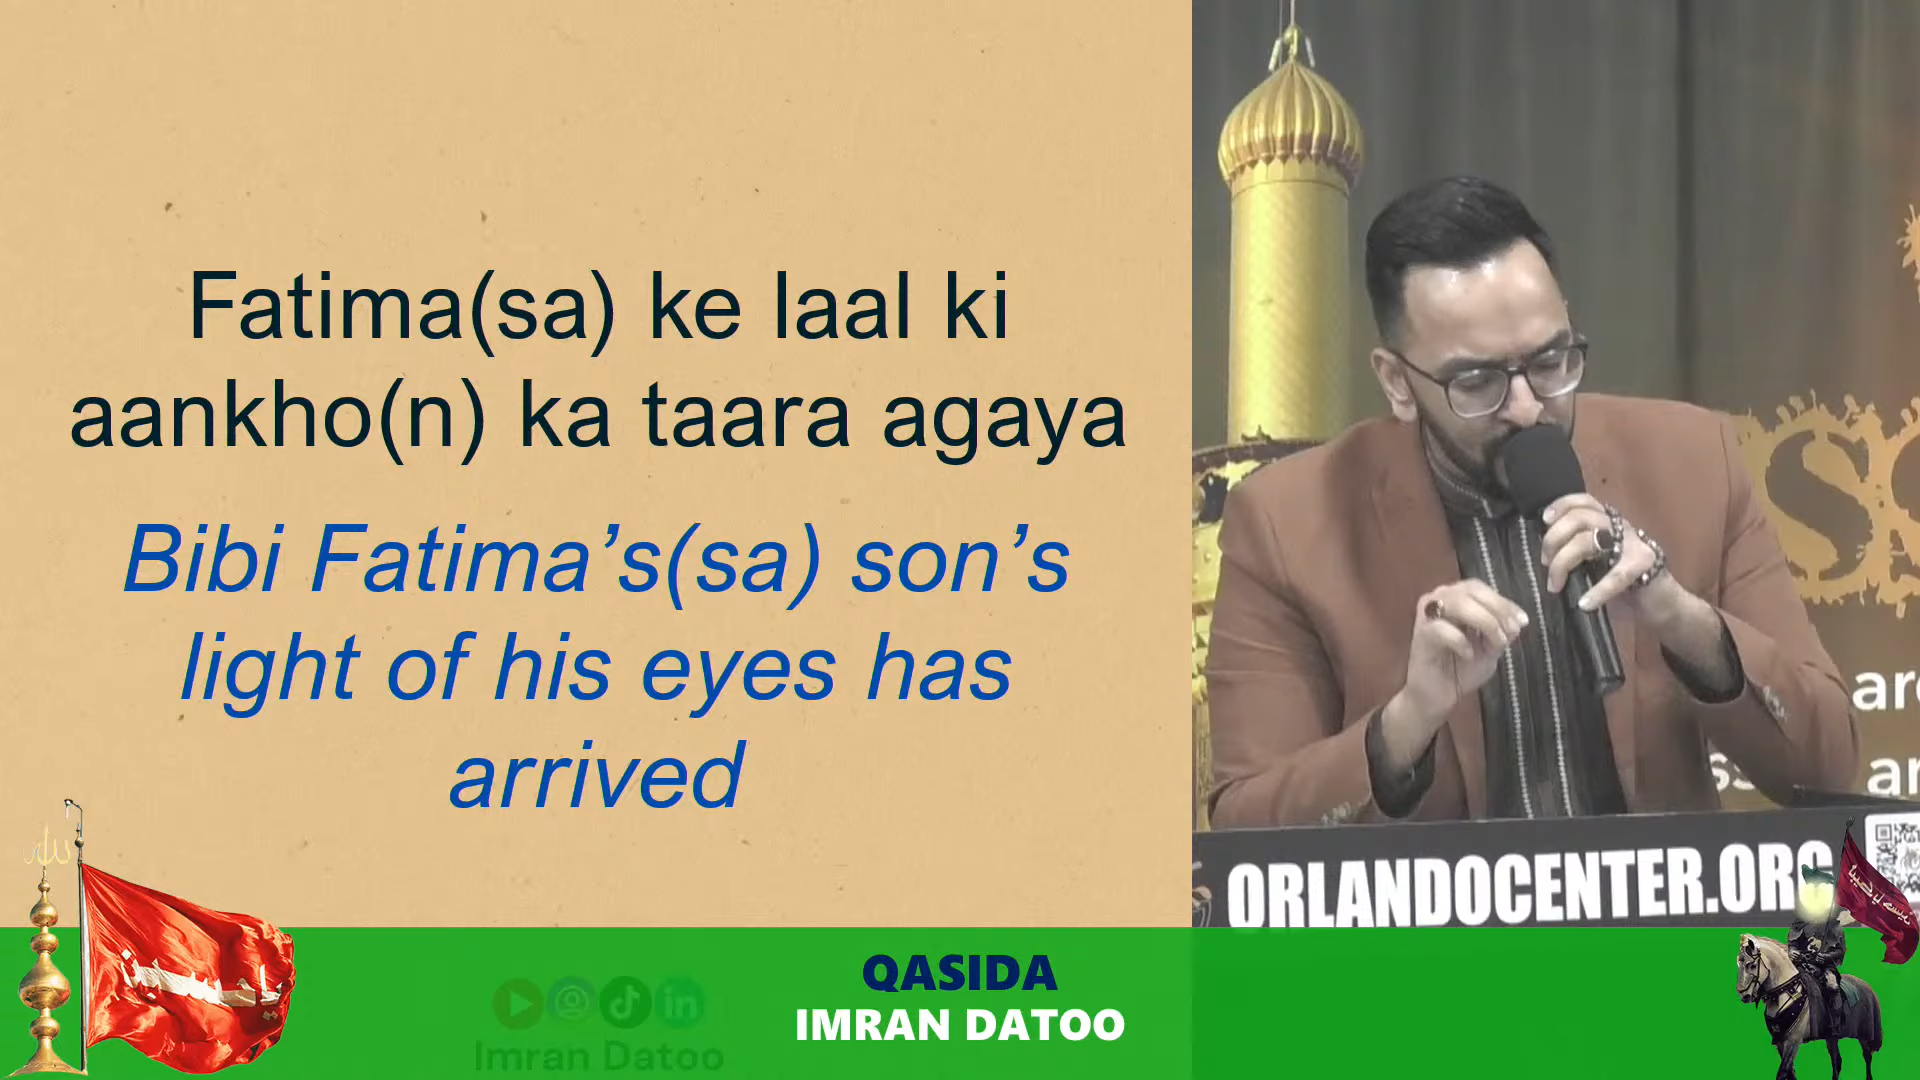 Fatima(sa) ke laal ki
aankho(n) ka taara agaya
Bibi Fatima’s(sa) son’s
light of his eyes has
arrived
ORLANDOCENTER.ORG
QASIDA
IMRAN DATOO
Imran Datoo